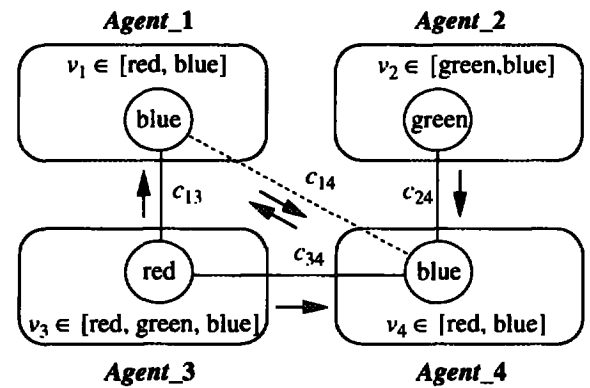 Agent_1
Agent_2
v₁ ∈ [red, blue]
v₂ ∈ [green,blue]
blue
green
c₁₃
c₁₄
c₂₄
c₃₄
red
blue
v₃ ∈ [red, green, blue]
v₄ ∈ [red, blue]
Agent_3
Agent_4